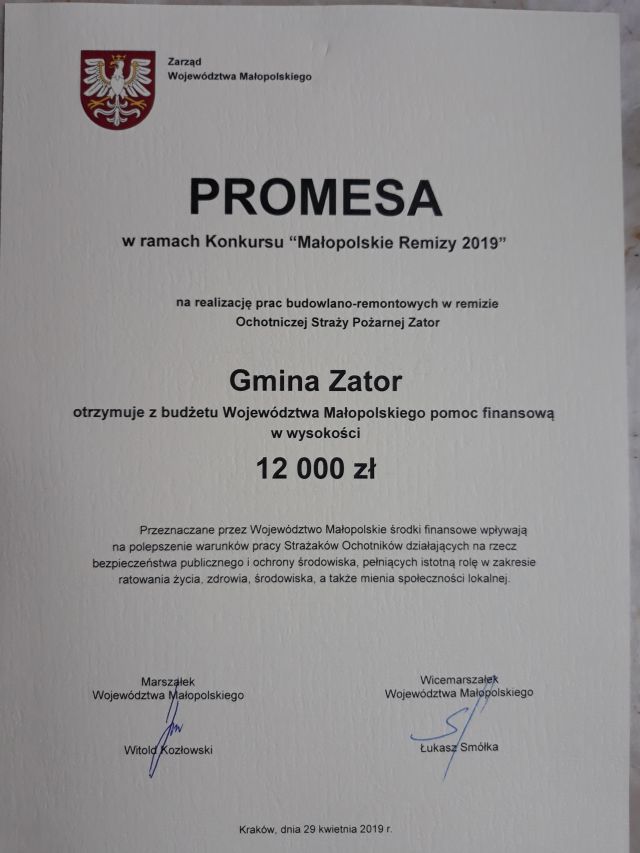 Zarząd
Województwa Małopolskiego
PROMESA
w ramach Konkursu “Małopolskie Remizy 2019”
na realizację prac budowlano-remontowych w remizie
Ochotniczej Straży Pożarnej Zator
Gmina Zator
otrzymuje z budżetu Województwa Małopolskiego pomoc finansową
w wysokości
12 000 zł
Przeznaczane przez Województwo Małopolskie środki finansowe wpływają
na polepszenie warunków pracy Strażaków Ochotników działających na rzecz
bezpieczeństwa publicznego i ochrony środowiska, pełniących istotną rolę w zakresie
ratowania życia, zdrowia, środowiska, a także mienia społeczności lokalnej.
Marszałek
Województwa Małopolskiego
Witold Kozłowski
Wicemarszałek
Województwa Małopolskiego
Łukasz Smółka
Kraków, dnia 29 kwietnia 2019 r.